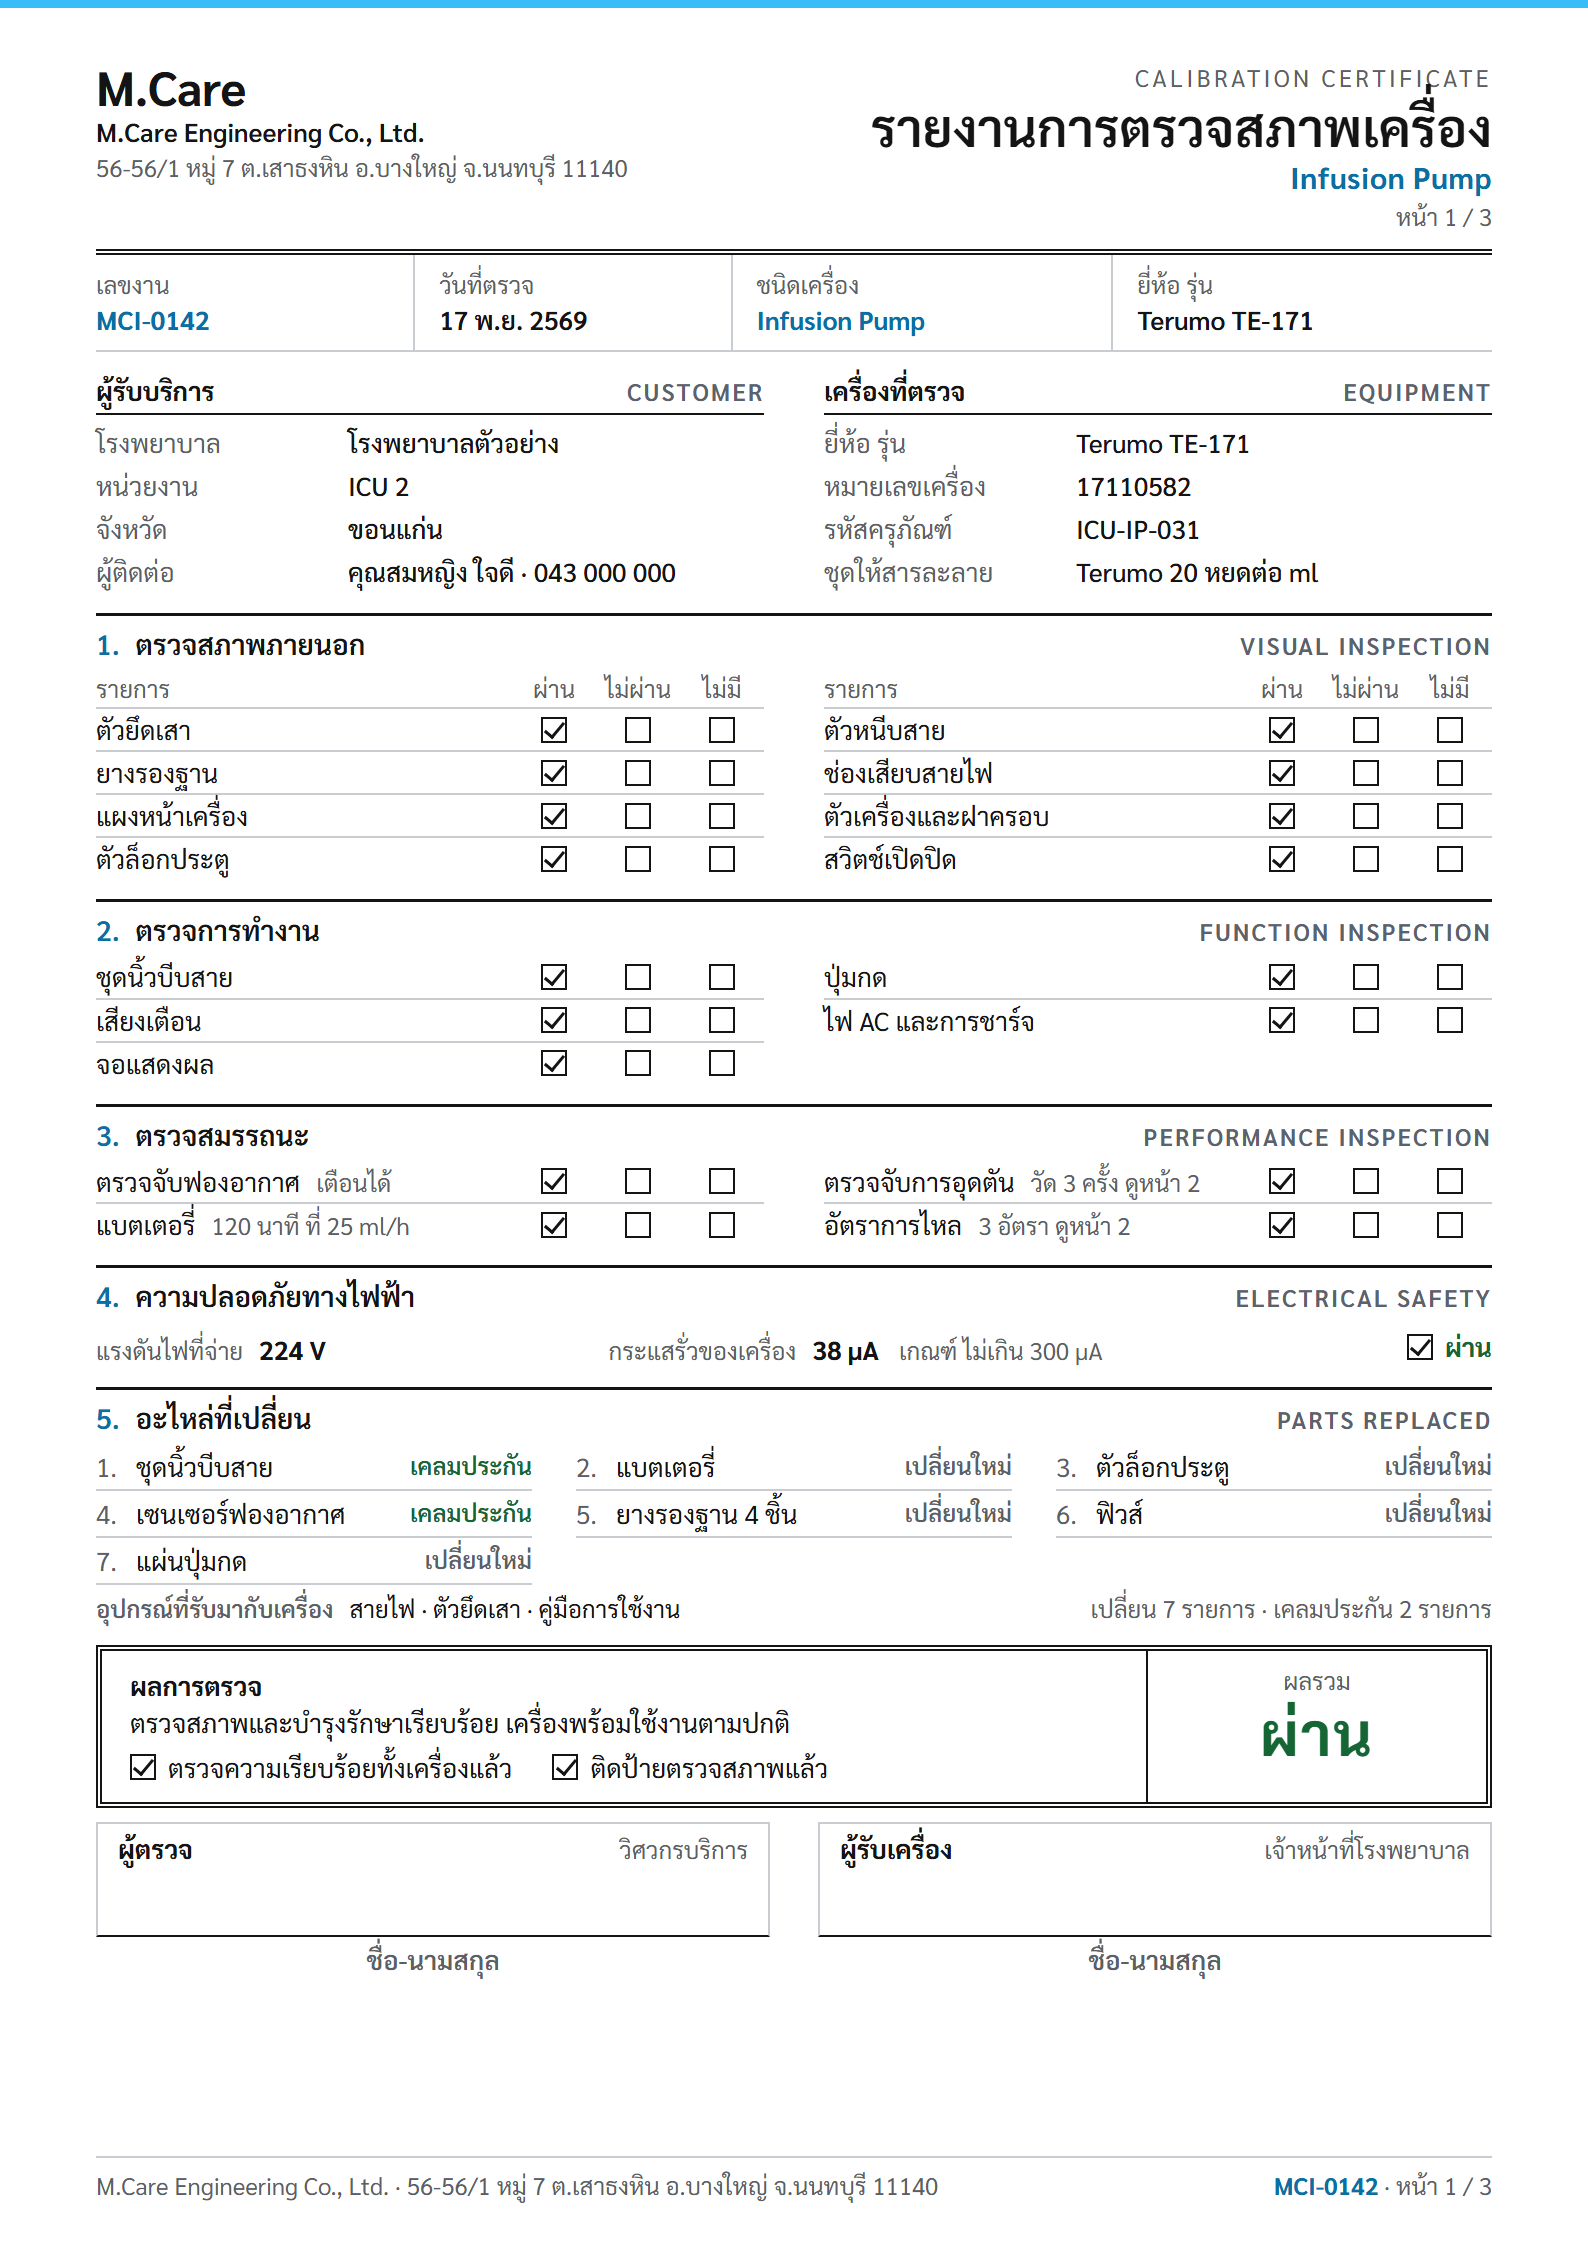 M.Care
M.Care Engineering Co., Ltd.
56-56/1 หมู่ 7 ต.เสาธงหิน อ.บางใหญ่ จ.นนทบุรี 11140
CALIBRATION CERTIFICATE
รายงานการตรวจสภาพเครื่อง
Infusion Pump
หน้า 1 / 3
เลขงาน
MCI-0142
วันที่ตรวจ
17 พ.ย. 2569
ชนิดเครื่อง
Infusion Pump
ยี่ห้อ รุ่น
Terumo TE-171
ผู้รับบริการ CUSTOMER
โรงพยาบาล โรงพยาบาลตัวอย่าง
หน่วยงาน ICU 2
จังหวัด ขอนแก่น
ผู้ติดต่อ คุณสมหญิง ใจดี · 043 000 000
เครื่องที่ตรวจ EQUIPMENT
ยี่ห้อ รุ่น Terumo TE-171
หมายเลขเครื่อง 17110582
รหัสครุภัณฑ์ ICU-IP-031
ชุดให้สารละลาย Terumo 20 หยดต่อ ml
1. ตรวจสภาพภายนอก VISUAL INSPECTION
รายการ ผ่าน ไม่ผ่าน ไม่มี รายการ ผ่าน ไม่ผ่าน ไม่มี
ตัวยึดเสา ตัวหนีบสาย
ยางรองฐาน ช่องเสียบสายไฟ
แผงหน้าเครื่อง ตัวเครื่องและฝาครอบ
ตัวล็อกประตู สวิตช์เปิดปิด
2. ตรวจการทำงาน FUNCTION INSPECTION
ชุดนิ้วบีบสาย ปุ่มกด
เสียงเตือน ไฟ AC และการชาร์จ
จอแสดงผล
3. ตรวจสมรรถนะ PERFORMANCE INSPECTION
ตรวจจับฟองอากาศ เตือนได้ ตรวจจับการอุดตัน วัด 3 ครั้ง ดูหน้า 2
แบตเตอรี่ 120 นาที ที่ 25 ml/h อัตราการไหล 3 อัตรา ดูหน้า 2
4. ความปลอดภัยทางไฟฟ้า ELECTRICAL SAFETY
แรงดันไฟที่จ่าย 224 V กระแสรั่วของเครื่อง 38 µA เกณฑ์ ไม่เกิน 300 µA ผ่าน
5. อะไหล่ที่เปลี่ยน PARTS REPLACED
1. ชุดนิ้วบีบสาย เคลมประกัน 2. แบตเตอรี่ เปลี่ยนใหม่ 3. ตัวล็อกประตู เปลี่ยนใหม่
4. เซนเซอร์ฟองอากาศ เคลมประกัน 5. ยางรองฐาน 4 ชิ้น เปลี่ยนใหม่ 6. ฟิวส์ เปลี่ยนใหม่
7. แผ่นปุ่มกด เปลี่ยนใหม่
อุปกรณ์ที่รับมากับเครื่อง สายไฟ · ตัวยึดเสา · คู่มือการใช้งาน เปลี่ยน 7 รายการ · เคลมประกัน 2 รายการ
ผลการตรวจ
ตรวจสภาพและบำรุงรักษาเรียบร้อย เครื่องพร้อมใช้งานตามปกติ
ตรวจความเรียบร้อยทั้งเครื่องแล้ว ติดป้ายตรวจสภาพแล้ว
ผลรวม
ผ่าน
ผู้ตรวจ วิศวกรบริการ
ชื่อ-นามสกุล
ผู้รับเครื่อง เจ้าหน้าที่โรงพยาบาล
ชื่อ-นามสกุล
M.Care Engineering Co., Ltd. · 56-56/1 หมู่ 7 ต.เสาธงหิน อ.บางใหญ่ จ.นนทบุรี 11140 MCI-0142 · หน้า 1 / 3